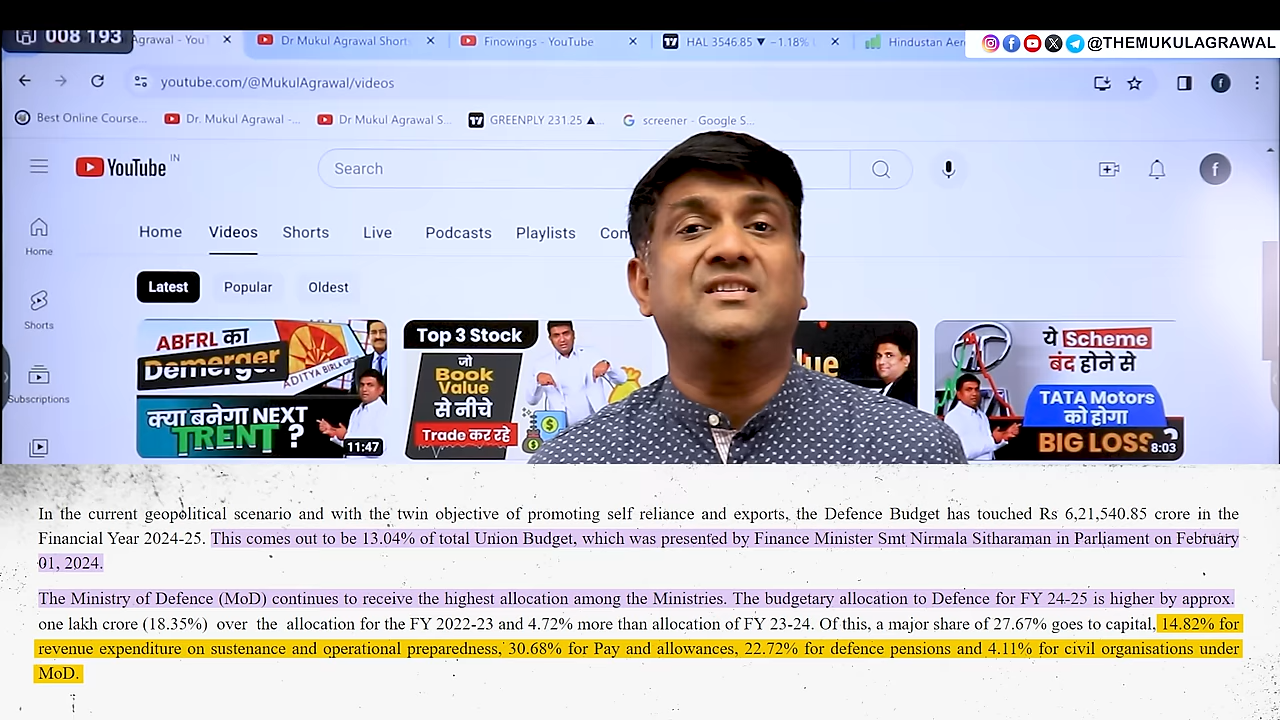 008 193
Agrawal - You
Dr Mukul Agrawal Shorts
Finowings - YouTube
HAL 3546.85 ▼ −1.18%
Hindustan Aer
@THEMUKULAGRAWAL
youtube.com/@MukulAgrawal/videos
Best Online Course...
Dr. Mukul Agrawal -...
Dr Mukul Agrawal S...
GREENPLY 231.25 ▲...
screener - Google S...
YouTube IN
Search
f
Home
Videos
Shorts
Live
Podcasts
Playlists
Com
Home
Shorts
Subscriptions
Latest
Popular
Oldest
ABFRL का
Demerger
ADITYA BIRLA
क्या बनेगा NEXT
TRENT ?
11:47
Top 3 Stock
जो
Book
Value
से नीचे
Trade कर रहे
lue
ये Scheme
बंद होने से
TATA Motors
को होगा
BIG LOSS ?
8:03
In the current geopolitical scenario and with the twin objective of promoting self reliance and exports, the Defence Budget has touched Rs 6,21,540.85 crore in the
Financial Year 2024-25. This comes out to be 13.04% of total Union Budget, which was presented by Finance Minister Smt Nirmala Sitharaman in Parliament on February
01, 2024.
The Ministry of Defence (MoD) continues to receive the highest allocation among the Ministries. The budgetary allocation to Defence for FY 24-25 is higher by approx.
one lakh crore (18.35%) over the allocation for the FY 2022-23 and 4.72% more than allocation of FY 23-24. Of this, a major share of 27.67% goes to capital, 14.82% for
revenue expenditure on sustenance and operational preparedness, 30.68% for Pay and allowances, 22.72% for defence pensions and 4.11% for civil organisations under
MoD.